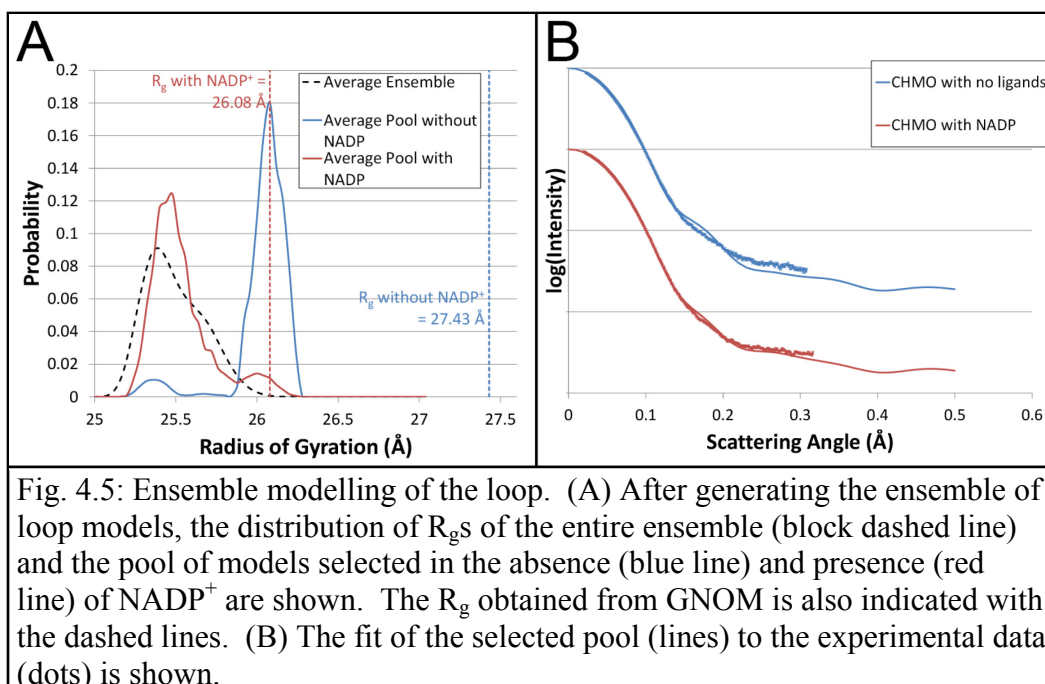 A
0.2
0.18
0.16
0.14
0.12
0.1
0.08
0.06
0.04
0.02
0
25
25.5
26
26.5
27
27.5
Probability
Radius of Gyration (Å)
Rg with NADP+ =
26.08 Å
Average Ensemble
Average Pool without
NADP
Average Pool with
NADP
Rg without NADP+
= 27.43 Å
B
log(Intensity)
CHMO with no ligands
CHMO with NADP
0
0.1
0.2
0.3
0.4
0.5
0.6
Scattering Angle (Å)
Fig. 4.5: Ensemble modelling of the loop. (A) After generating the ensemble of
loop models, the distribution of Rgs of the entire ensemble (block dashed line)
and the pool of models selected in the absence (blue line) and presence (red
line) of NADP+ are shown. The Rg obtained from GNOM is also indicated with
the dashed lines. (B) The fit of the selected pool (lines) to the experimental data
(dots) is shown.